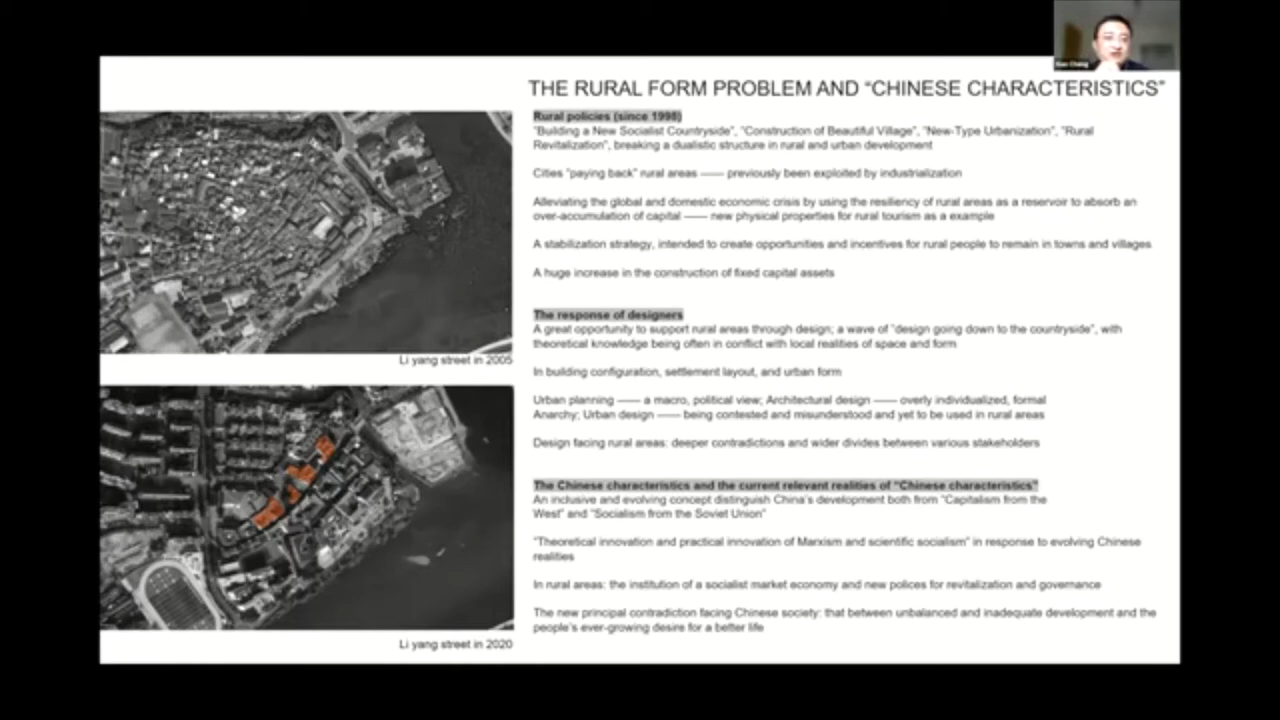 THE RURAL FORM PROBLEM AND “CHINESE CHARACTERISTICS”
Rural policies (since 1998)
“Building a New Socialist Countryside”, “Construction of Beautiful Village”, “New-Type Urbanization”, “Rural
Revitalization”, breaking a dualistic structure in rural and urban development
Cities “paying back” rural areas —— previously been exploited by industrialization
Alleviating the global and domestic economic crisis by using the resiliency of rural areas as a reservoir to absorb an
over-accumulation of capital —— new physical properties for rural tourism as a example
A stabilization strategy, intended to create opportunities and incentives for rural people to remain in towns and villages
A huge increase in the construction of fixed capital assets
The response of designers
A great opportunity to support rural areas through design; a wave of “design going down to the countryside”, with
theoretical knowledge being often in conflict with local realities of space and form
In building configuration, settlement layout, and urban form
Urban planning —— a macro, political view; Architectural design —— overly individualized, formal
Anarchy; Urban design —— being contested and misunderstood and yet to be used in rural areas
Design facing rural areas: deeper contradictions and wider divides between various stakeholders
The Chinese characteristics and the current relevant realities of “Chinese characteristics”
An inclusive and evolving concept distinguish China’s development both from “Capitalism from the
West” and “Socialism from the Soviet Union”
“Theoretical innovation and practical innovation of Marxism and scientific socialism” in response to evolving Chinese
realities
In rural areas: the institution of a socialist market economy and new polices for revitalization and governance
The new principal contradiction facing Chinese society: that between unbalanced and inadequate development and the
people’s ever-growing desire for a better life
Li yang street in 2005
Li yang street in 2020